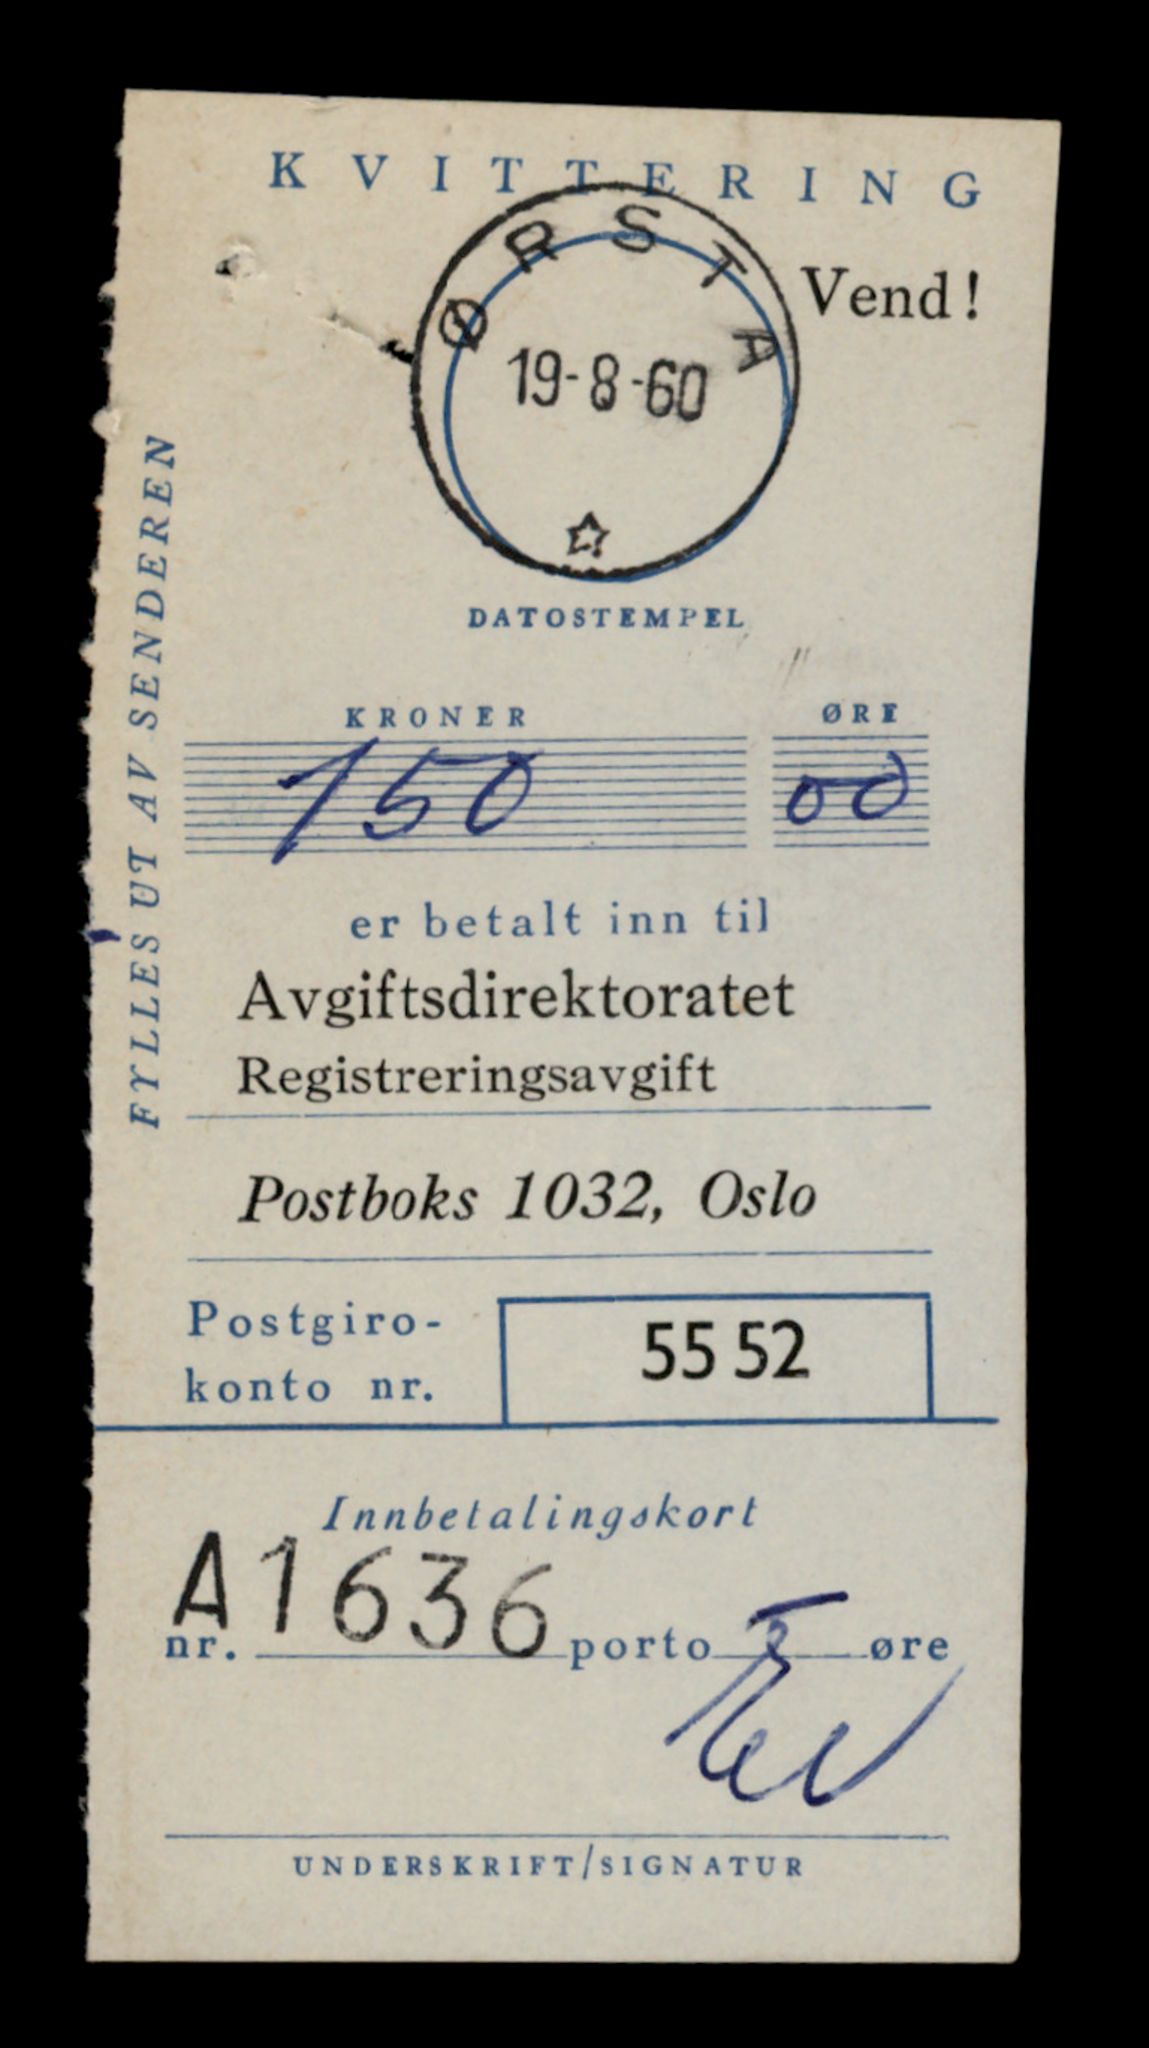 KVITTERING
Vend!
ØRSTA
19-8-60
DATOSTEMPEL
FYLLES UT AV SENDEREN
KRONER ØRE
150 00
er betalt inn til
Avgiftsdirektoratet
Registreringsavgift
Postboks 1032, Oslo
Postgiro-
konto nr.
55 52
Innbetalingskort
A1636
nr. porto øre
UNDERSKRIFT/SIGNATUR